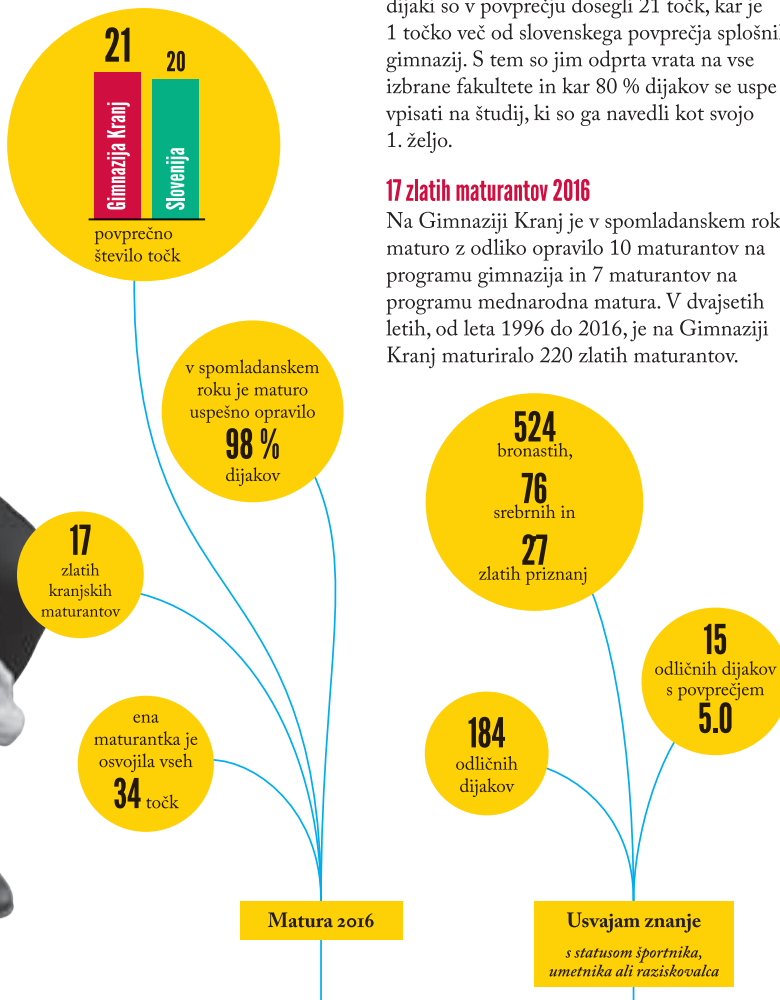 21
20
Gimnazija Kranj
Slovenija
povprečno
število točk
v spomladanskem
roku je maturo
uspešno opravilo
98 %
dijakov
17
zlatih
kranjskih
maturantov
ena
maturantka je
osvojila vseh
34 točk
Matura 2016
dijaki so v povprečju dosegli 21 točk, kar je
1 točko več od slovenskega povprečja
gimnazij. S tem so jim odprta vrata na vse
izbrane fakultete in kar 80 % dijakov se uspe
vpisati na študij, ki so ga navedli kot svojo
1. željo.
17 zlatih maturantov 2016
Na Gimnaziji Kranj je v spomladanskem
maturo z odliko opravilo 10 maturantov na
programu gimnazija in 7 maturantov na
programu mednarodna matura. V dvajsetih
letih, od leta 1996 do 2016, je na Gimnaziji
Kranj maturiralo 220 zlatih maturantov.
524
bronastih,
76
srebrnih in
27
zlatih priznanj
15
odličnih dijakov
s povprečjem
5.0
184
odličnih
dijakov
Usvajam znanje
s statusom športnika,
umetnika ali raziskovalca